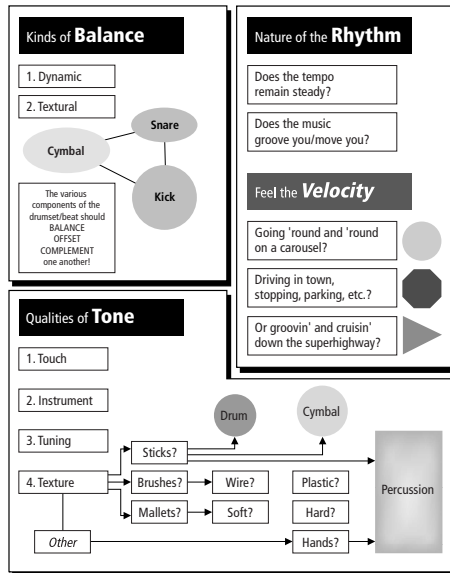 Kinds of Balance
1. Dynamic
2. Textural
Snare
Cymbal
Kick
The various
components of the
drumset/beat should
BALANCE
OFFSET
COMPLEMENT
one another!
Nature of the Rhythm
Does the tempo
remain steady?
Does the music
groove you/move you?
Feel the Velocity
Going 'round and 'round
on a carousel?
Driving in town,
stopping, parking, etc.?
Or groovin' and cruisin'
down the superhighway?
Qualities of Tone
1. Touch
2. Instrument
3. Tuning
4. Texture
Other
Drum
Cymbal
Sticks?
Brushes?
Wire?
Plastic?
Mallets?
Soft?
Hard?
Hands?
Percussion